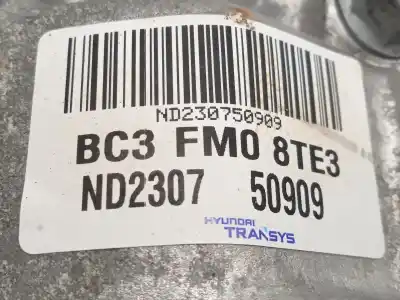 ND230750909
BC3 FM0 8TE3
ND2307 50909
HYUNDAI
TRANSYS